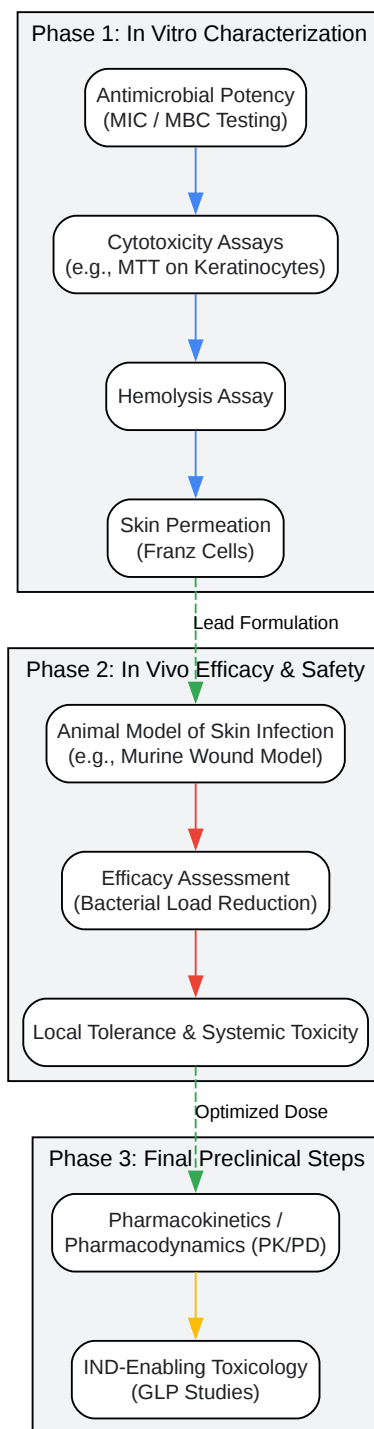 Phase 1: In Vitro Characterization
Antimicrobial Potency
(MIC / MBC Testing)
Cytotoxicity Assays
(e.g., MTT on Keratinocytes)
Hemolysis Assay
Skin Permeation
(Franz Cells)
Lead Formulation
Phase 2: In Vivo Efficacy & Safety
Animal Model of Skin Infection
(e.g., Murine Wound Model)
Efficacy Assessment
(Bacterial Load Reduction)
Local Tolerance & Systemic Toxicity
Optimized Dose
Phase 3: Final Preclinical Steps
Pharmacokinetics /
Pharmacodynamics (PK/PD)
IND-Enabling Toxicology
(GLP Studies)